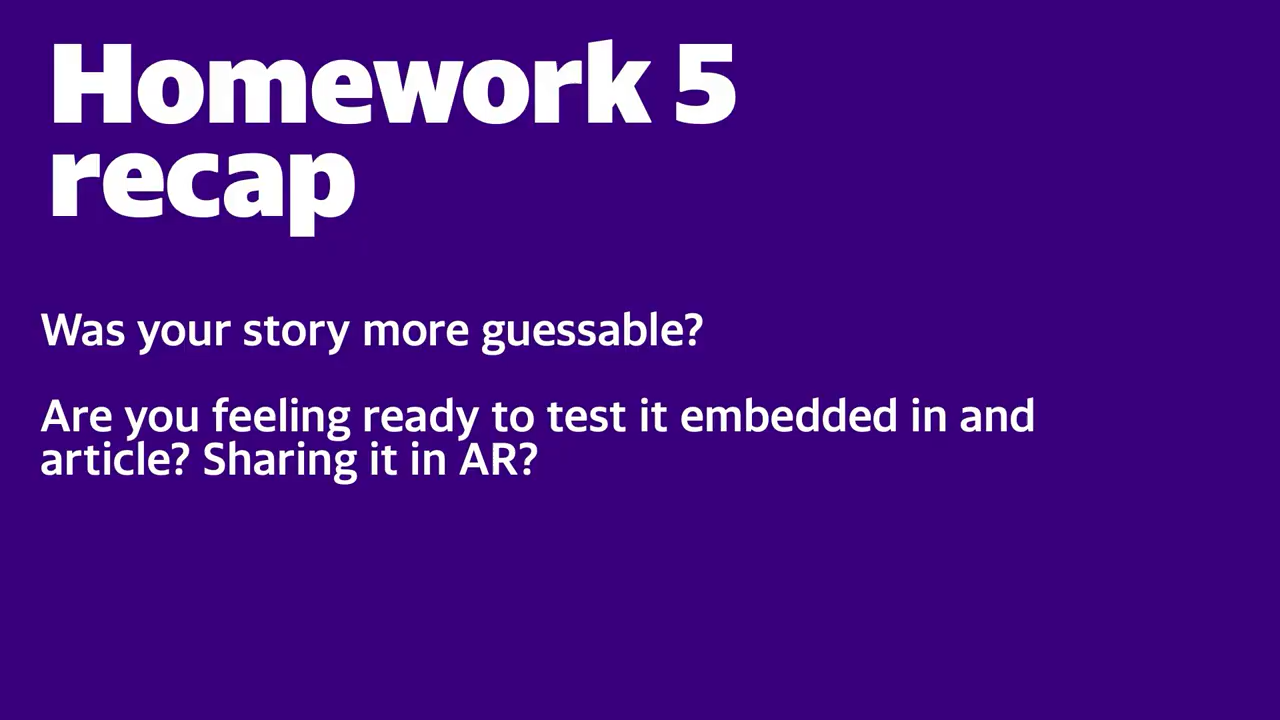 Homework 5
recap
Was your story more guessable?
Are you feeling ready to test it embedded in and
article? Sharing it in AR?